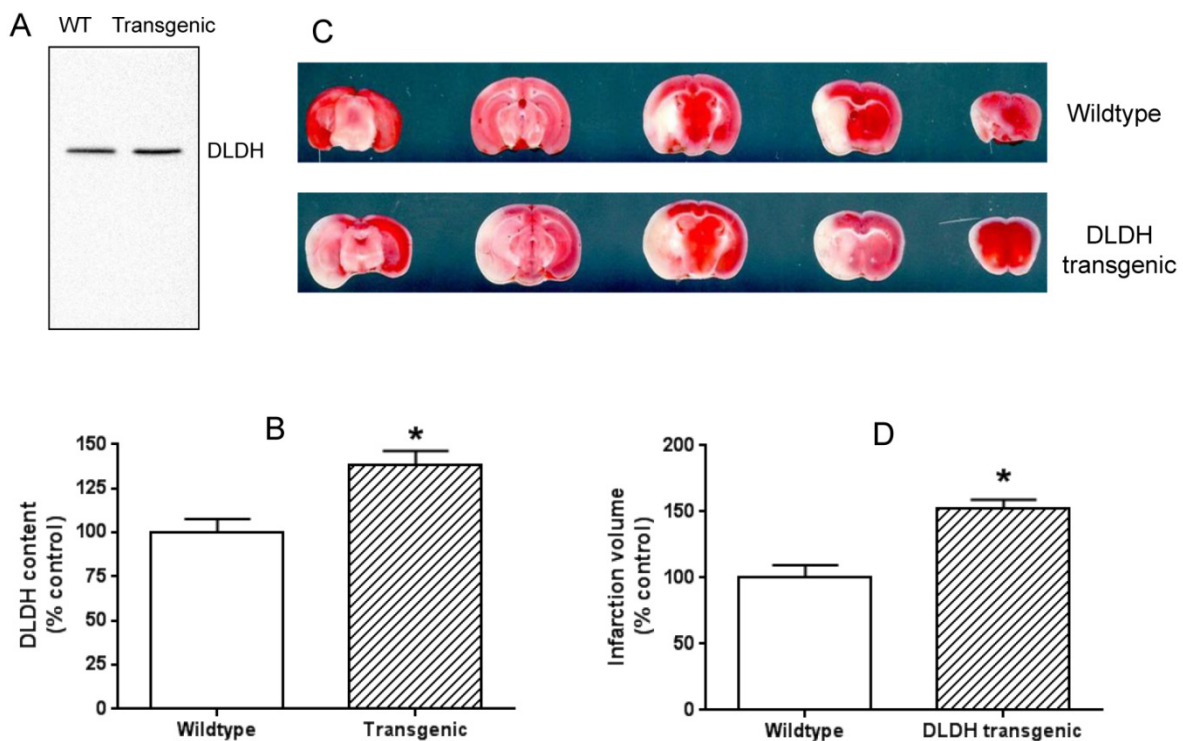 A
WT Transgenic
DLDH
C
Wildtype
DLDH
transgenic
B
DLDH content
(% control)
150
125
100
75
50
25
0
*
Wildtype
Transgenic
D
Infarction volume
(% control)
200
150
100
50
0
*
Wildtype
DLDH transgenic